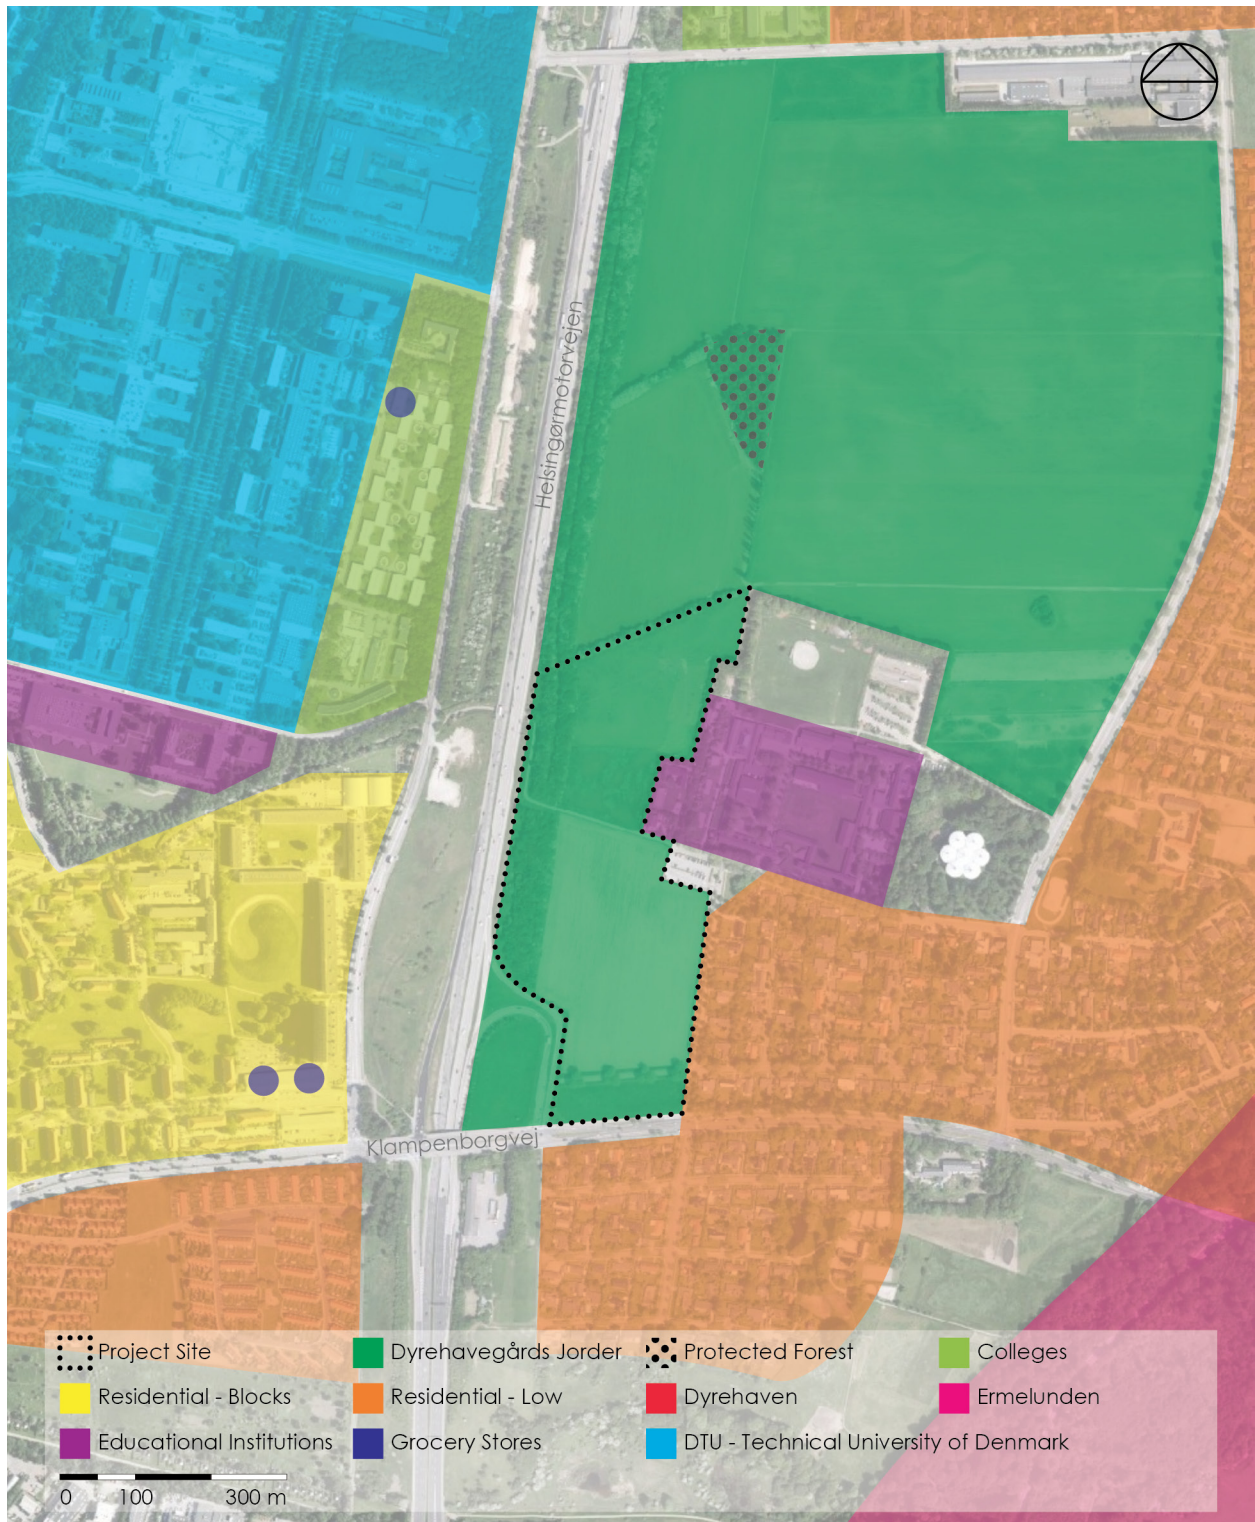 Helsingørmotorvejen
Klampenborgvej
Project Site
Dyrehavegårds Jorder
Protected Forest
Colleges
Residential - Blocks
Residential - Low
Dyrehaven
Ermelunden
Educational Institutions
Grocery Stores
DTU - Technical University of Denmark
0 100 300 m